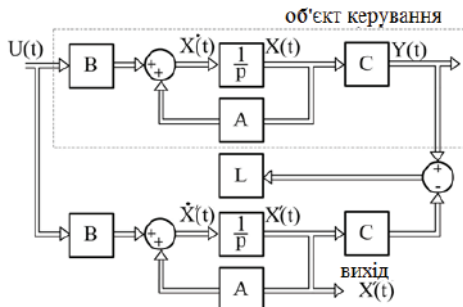 об'єкт керування
U(t)
B
+
+
Ẋ(t)
1
p
X(t)
C
Y(t)
A
L
+
-
B
+
+
Ẋ'(t)
1
p
X'(t)
C
A
вихід
X'(t)